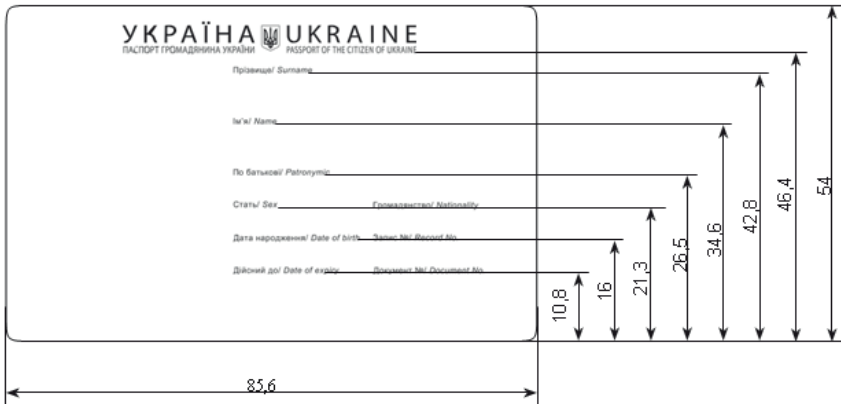 УКРАЇНА UKRAINE
ПАСПОРТ ГРОМАДЯНИНА УКРАЇНИ PASSPORT OF THE CITIZEN OF UKRAINE
Прізвище/ Surname
Ім'я/ Name
По батькові/ Patronymic
Стать/ Sex Громадянство/ Nationality
Дата народження/ Date of birth Запис №/ Record No.
Дійсний до/ Date of expiry Документ №/ Document No.
10,8
16
21,3
26,5
34,6
42,8
46,4
54
85,6